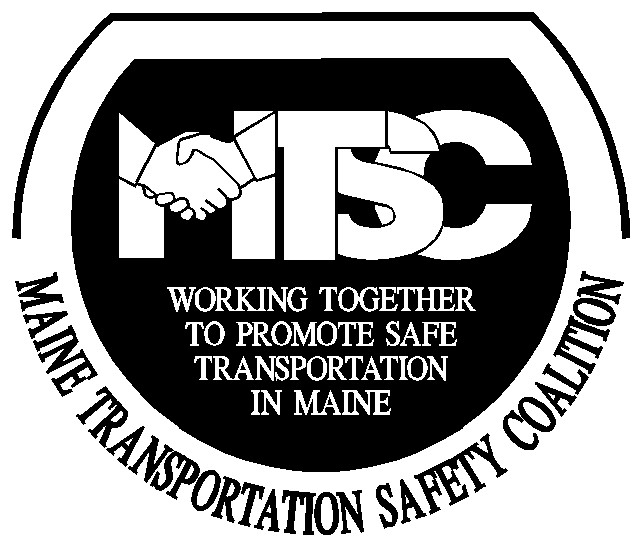 MTSC
WORKING TOGETHER
TO PROMOTE SAFE
TRANSPORTATION
IN MAINE
MAINE TRANSPORTATION SAFETY COALITION